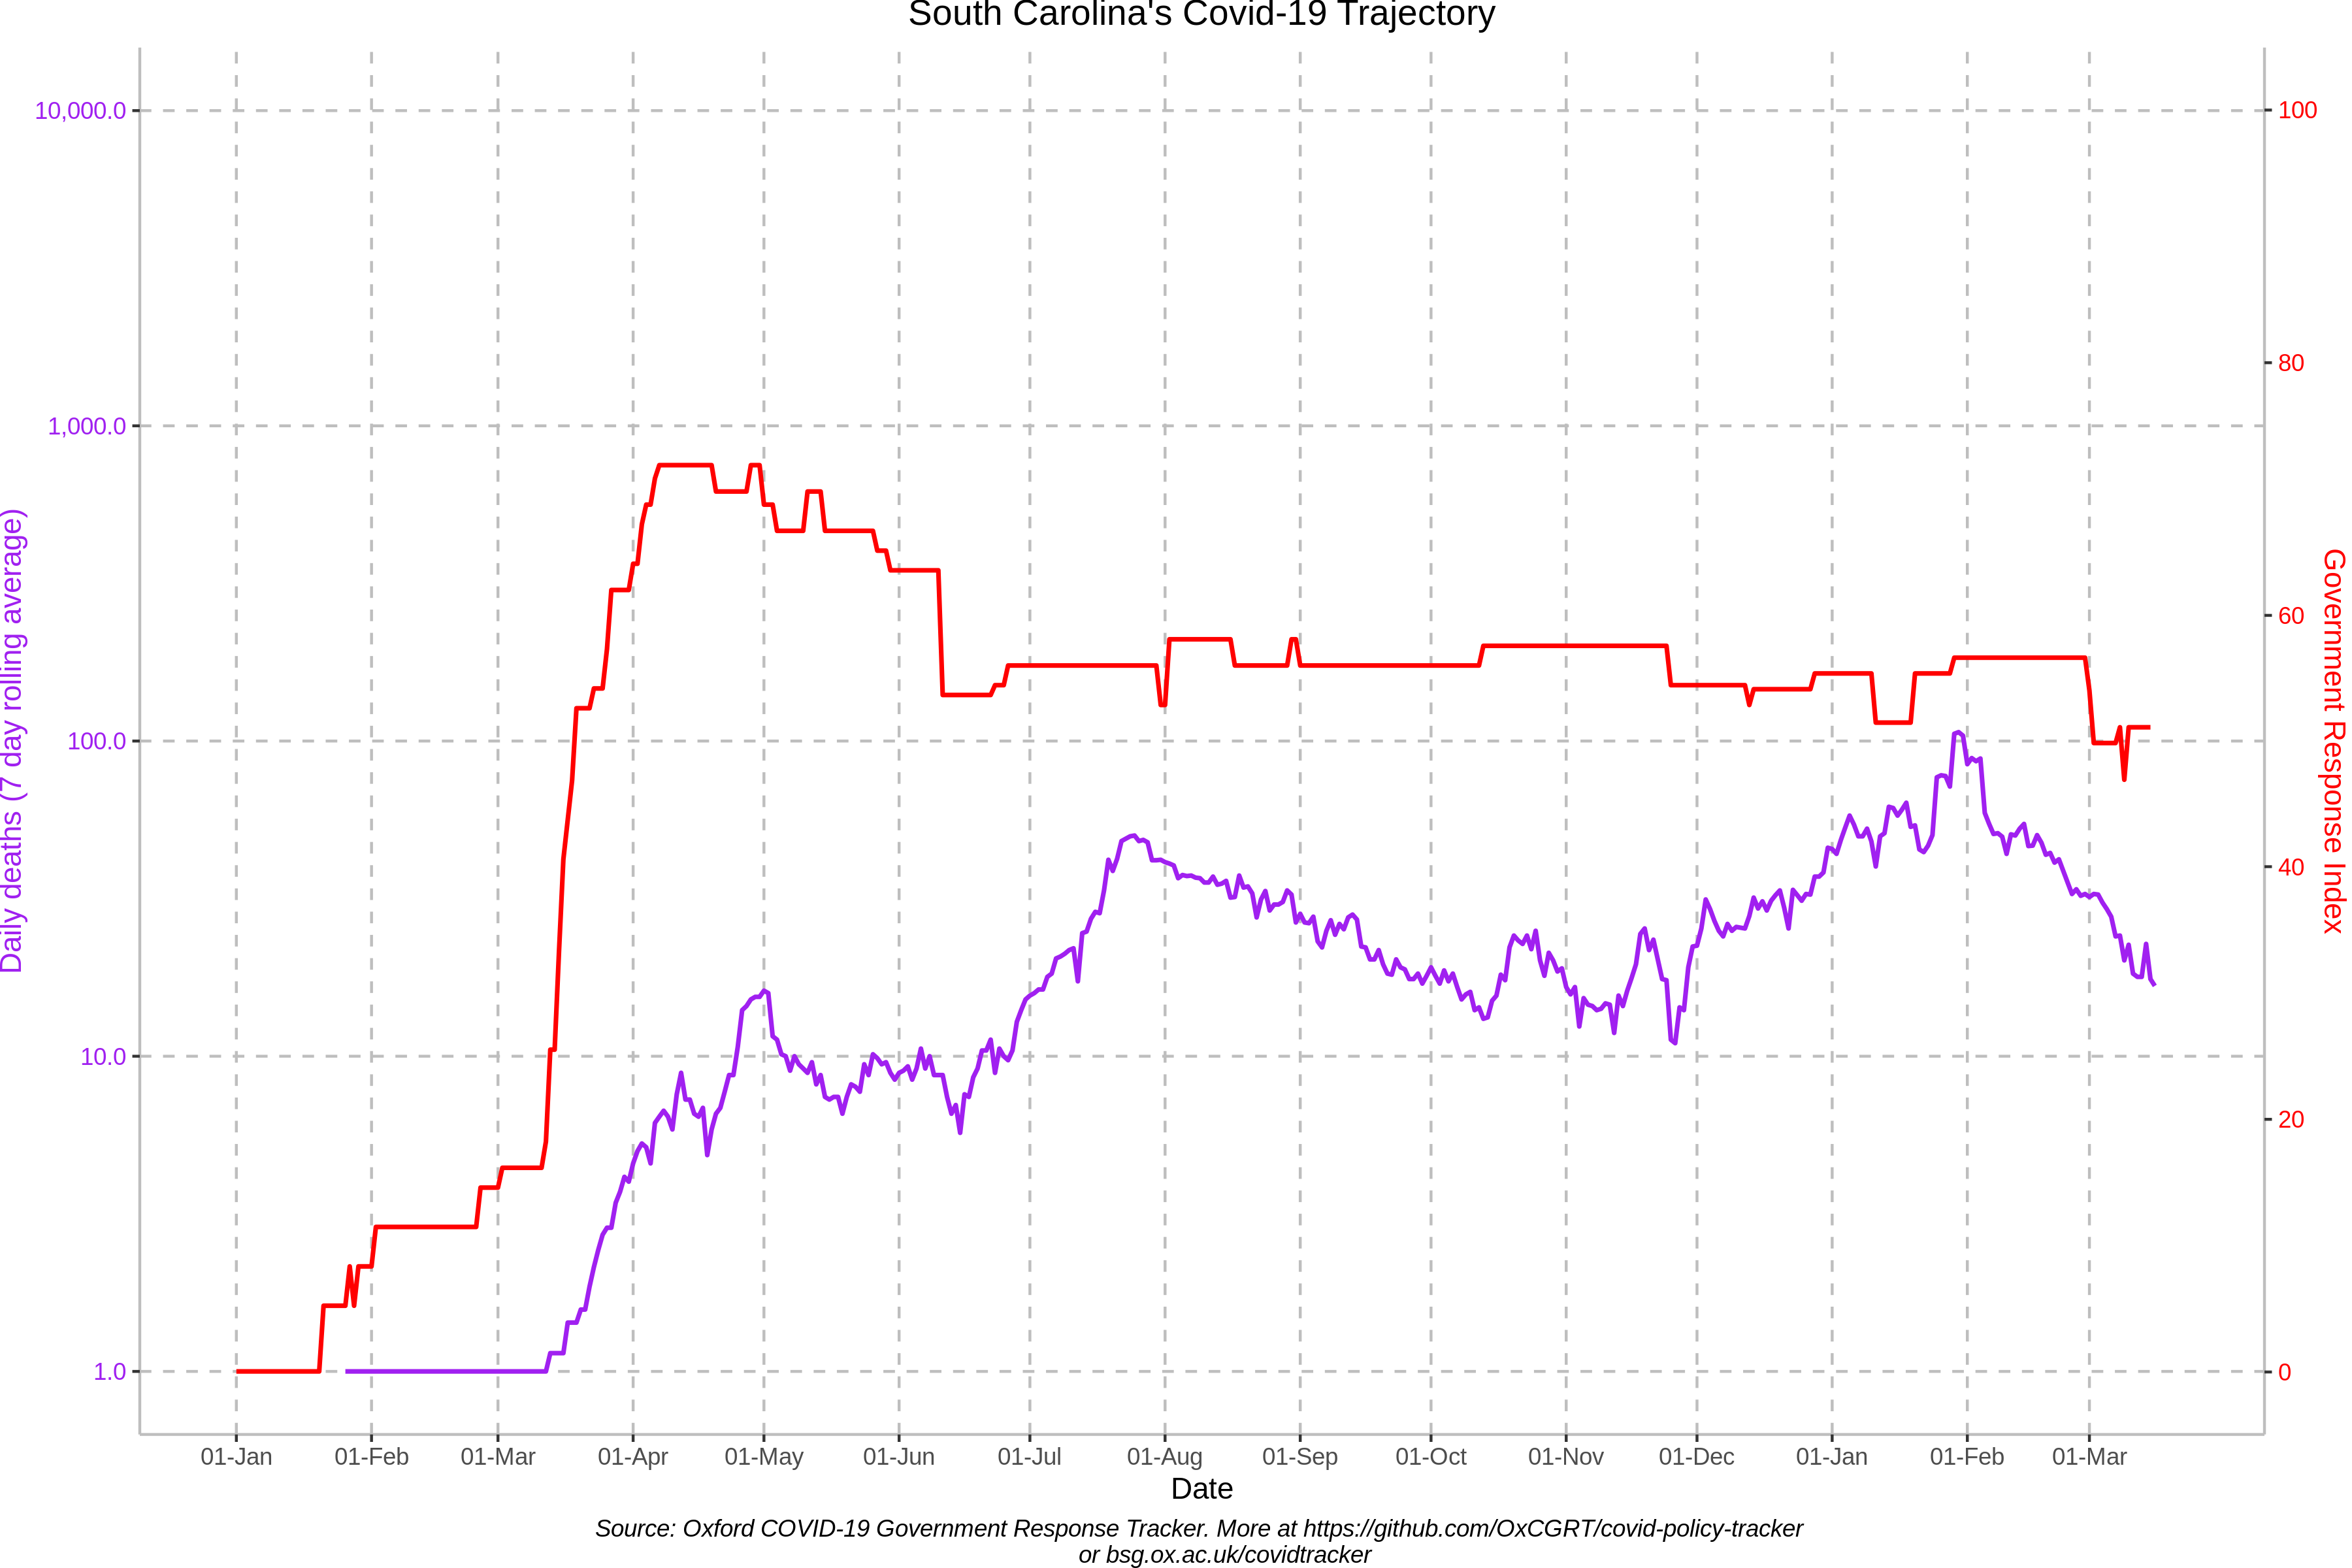 South Carolina's Covid-19 Trajectory
10,000.0
1,000.0
100.0
10.0
1.0
Daily deaths (7 day rolling average)
100
80
60
40
20
0
Government Response Index
01-Jan 01-Feb 01-Mar 01-Apr 01-May 01-Jun 01-Jul 01-Aug 01-Sep 01-Oct 01-Nov 01-Dec 01-Jan 01-Feb 01-Mar
Date
Source: Oxford COVID-19 Government Response Tracker. More at https://github.com/OxCGRT/covid-policy-tracker
or bsg.ox.ac.uk/covidtracker